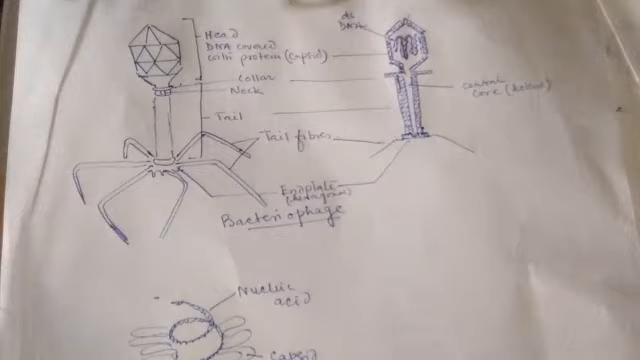 ds
DNA
Head
DNA covered
with protein (capsid)
Collar
Neck
central
core (hollow)
Tail
Tail fibres
Endplate
(hexagonal)
Bacteriophage
Nucleic
acid
Capsid